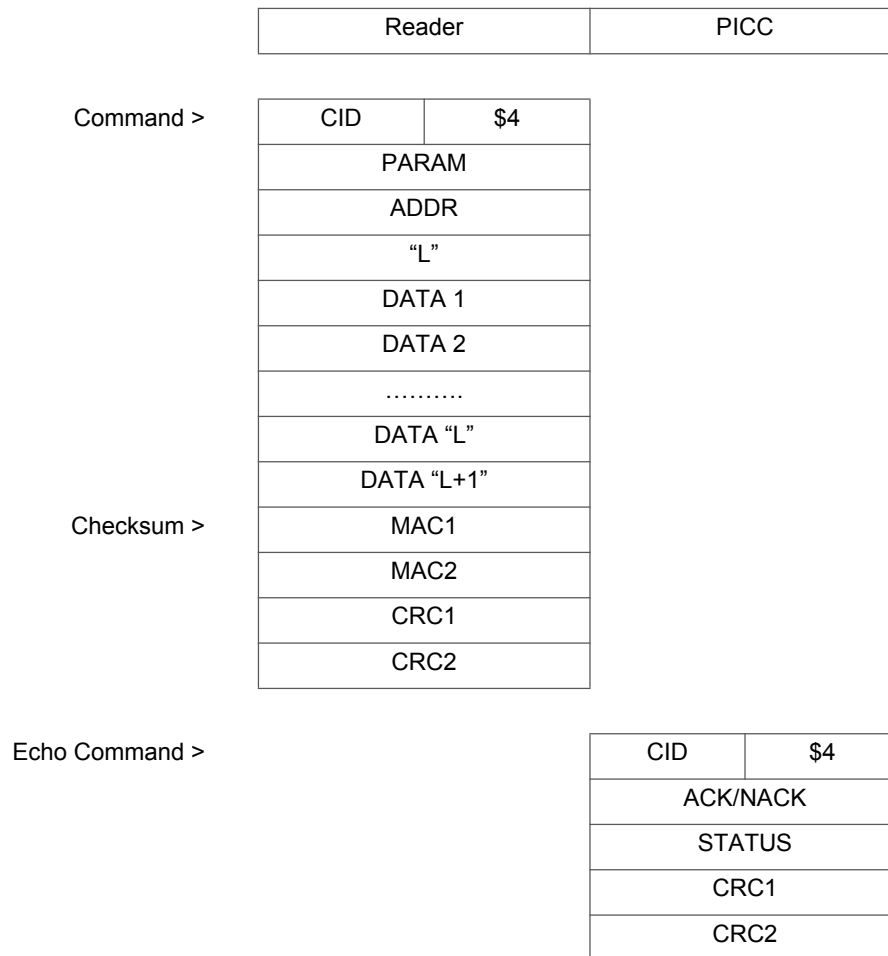 Reader PICC
Command > CID $4
PARAM
ADDR
“L”
DATA 1
DATA 2
……….
DATA “L”
DATA “L+1”
Checksum > MAC1
MAC2
CRC1
CRC2
Echo Command > CID $4
ACK/NACK
STATUS
CRC1
CRC2